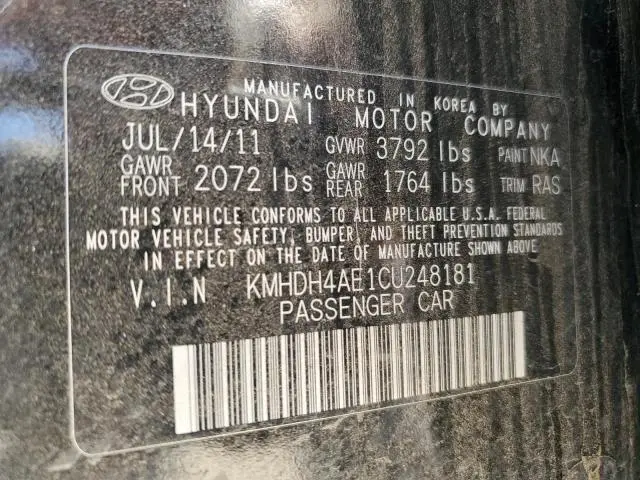 MANUFACTURED IN KOREA BY
HYUNDAI MOTOR COMPANY
JUL/14/11 GVWR 3792 lbs PAINT NKA
GAWR FRONT 2072 lbs GAWR REAR 1764 lbs TRIM RAS
THIS VEHICLE CONFORMS TO ALL APPLICABLE U.S.A. FEDERAL
MOTOR VEHICLE SAFETY, BUMPER, AND THEFT PREVENTION STANDARDS
IN EFFECT ON THE DATE OF MANUFACTURE SHOWN ABOVE.
V.I.N KMHDH4AE1CU248181
PASSENGER CAR